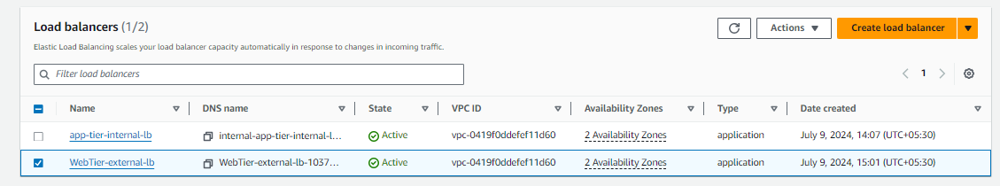 Load balancers (1/2)
Actions
Create load balancer
Elastic Load Balancing scales your load balancer capacity automatically in response to changes in incoming traffic.
Filter load balancers
1
Name DNS name State VPC ID Availability Zones Type Date created
app-tier-internal-lb internal-app-tier-internal-l... Active vpc-0419f0ddefef11d60 2 Availability Zones application July 9, 2024, 14:07 (UTC+05:30)
WebTier-external-lb WebTier-external-lb-1037... Active vpc-0419f0ddefef11d60 2 Availability Zones application July 9, 2024, 15:01 (UTC+05:30)